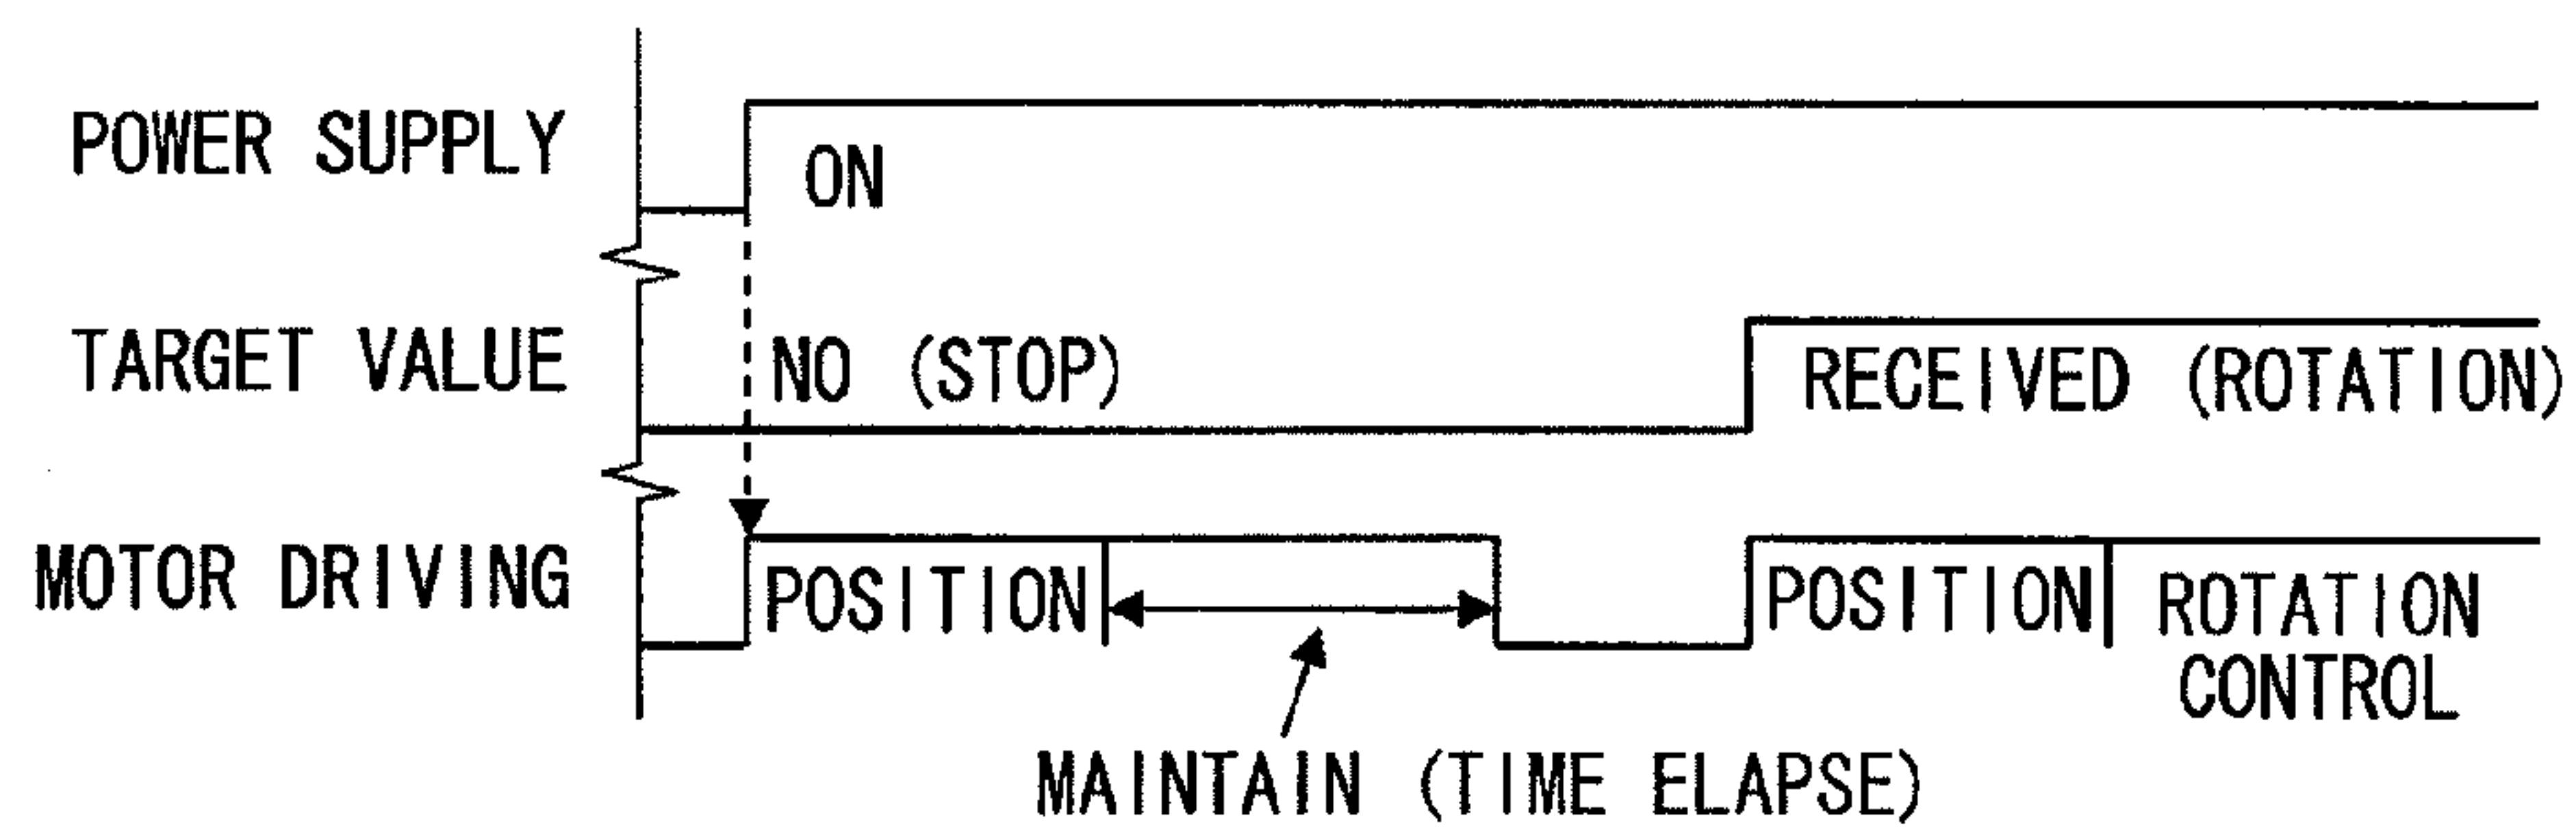 POWER SUPPLY
ON
TARGET VALUE
NO (STOP)
RECEIVED (ROTATION)
MOTOR DRIVING
POSITION
POSITION
ROTATION
CONTROL
MAINTAIN (TIME ELAPSE)